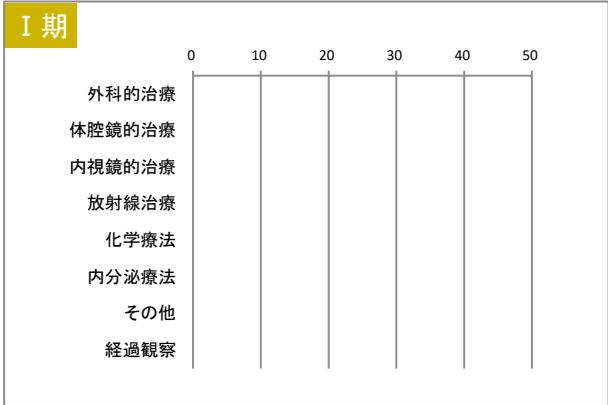 Ⅰ期
0 10 20 30 40 50
外科的治療
体腔鏡的治療
内視鏡的治療
放射線治療
化学療法
内分泌療法
その他
経過観察